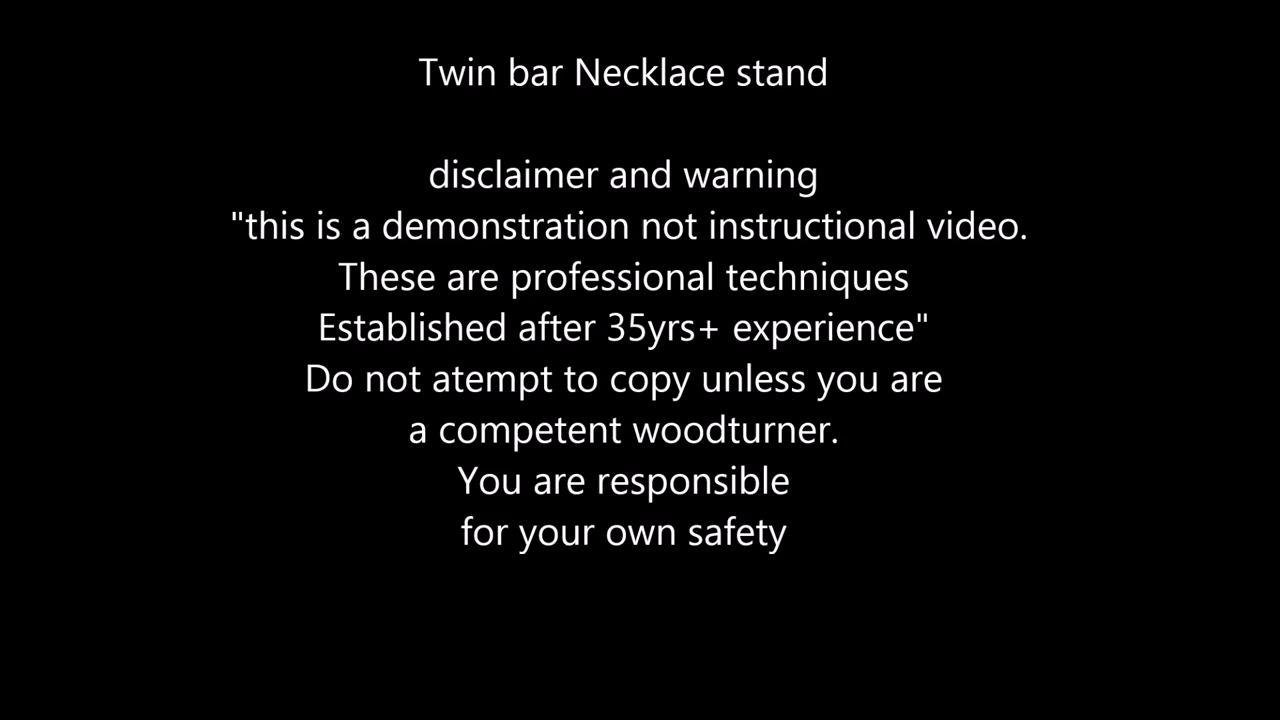 Twin bar Necklace stand
disclaimer and warning
"this is a demonstration not instructional video.
These are professional techniques
Established after 35yrs+ experience"
Do not atempt to copy unless you are
a competent woodturner.
You are responsible
for your own safety